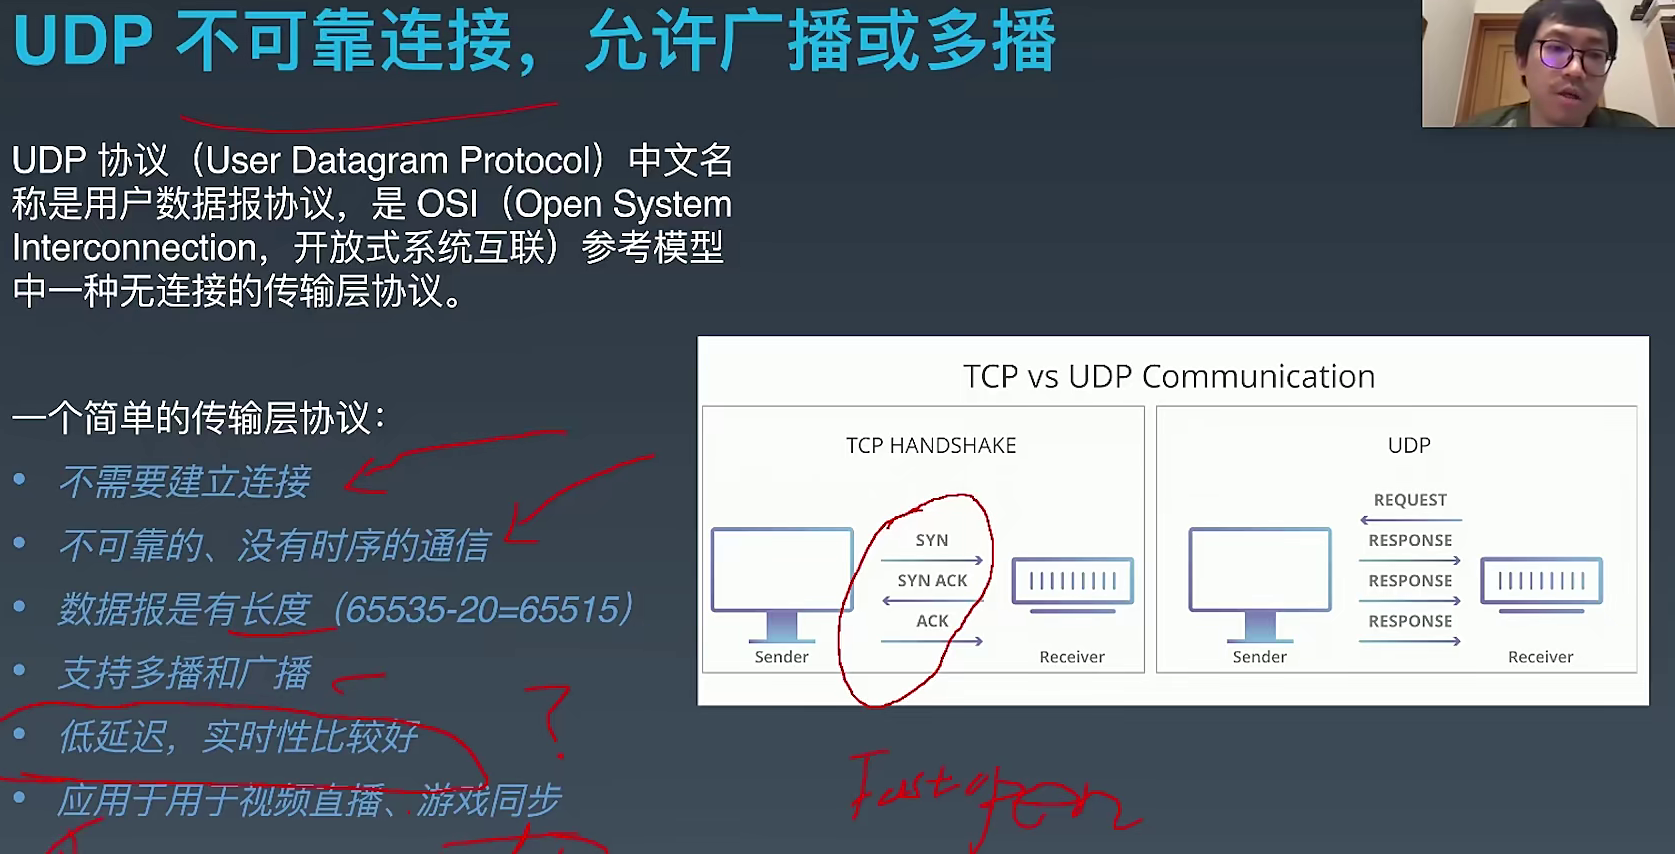 UDP 不可靠连接，允许广播或多播
UDP 协议（User Datagram Protocol）中文名
称是用户数据报协议，是 OSI（Open System
Interconnection，开放式系统互联）参考模型
中一种无连接的传输层协议。
一个简单的传输层协议：
• 不需要建立连接
• 不可靠的、没有时序的通信
• 数据报是有长度（65535-20=65515）
• 支持多播和广播
• 低延迟，实时性比较好
?
• 应用于用于视频直播、游戏同步
TCP vs UDP Communication
TCP HANDSHAKE
SYN
SYN ACK
ACK
Sender
Receiver
UDP
REQUEST
RESPONSE
RESPONSE
RESPONSE
Sender
Receiver
Fast open